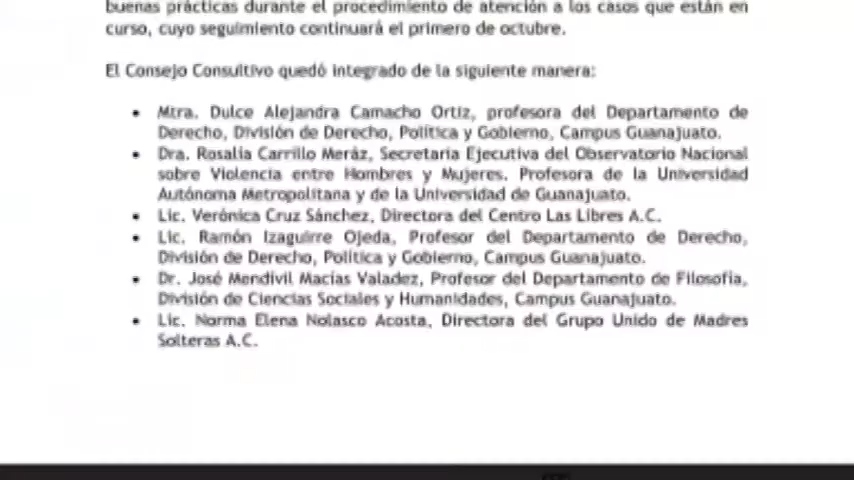 buenas prácticas durante el procedimiento de atención a los casos que están en
curso, cuyo seguimiento continuará el primero de octubre.
El Consejo Consultivo quedó integrado de la siguiente manera:
• Mtra. Dulce Alejandra Camacho Ortiz, profesora del Departamento de
Derecho, División de Derecho, Política y Gobierno, Campus Guanajuato.
• Dra. Rosalía Carrillo Meráz, Secretaria Ejecutiva del Observatorio Nacional
sobre Violencia entre Hombres y Mujeres. Profesora de la Universidad
Autónoma Metropolitana y de la Universidad de Guanajuato.
• Lic. Verónica Cruz Sánchez, Directora del Centro Las Libres A.C.
• Lic. Ramón Izaguirre Ojeda, Profesor del Departamento de Derecho,
División de Derecho, Política y Gobierno, Campus Guanajuato.
• Dr. José Mendívil Macías Valadez, Profesor del Departamento de Filosofía,
División de Ciencias Sociales y Humanidades, Campus Guanajuato.
• Lic. Norma Elena Nolasco Acosta, Directora del Grupo Unido de Madres
Solteras A.C.